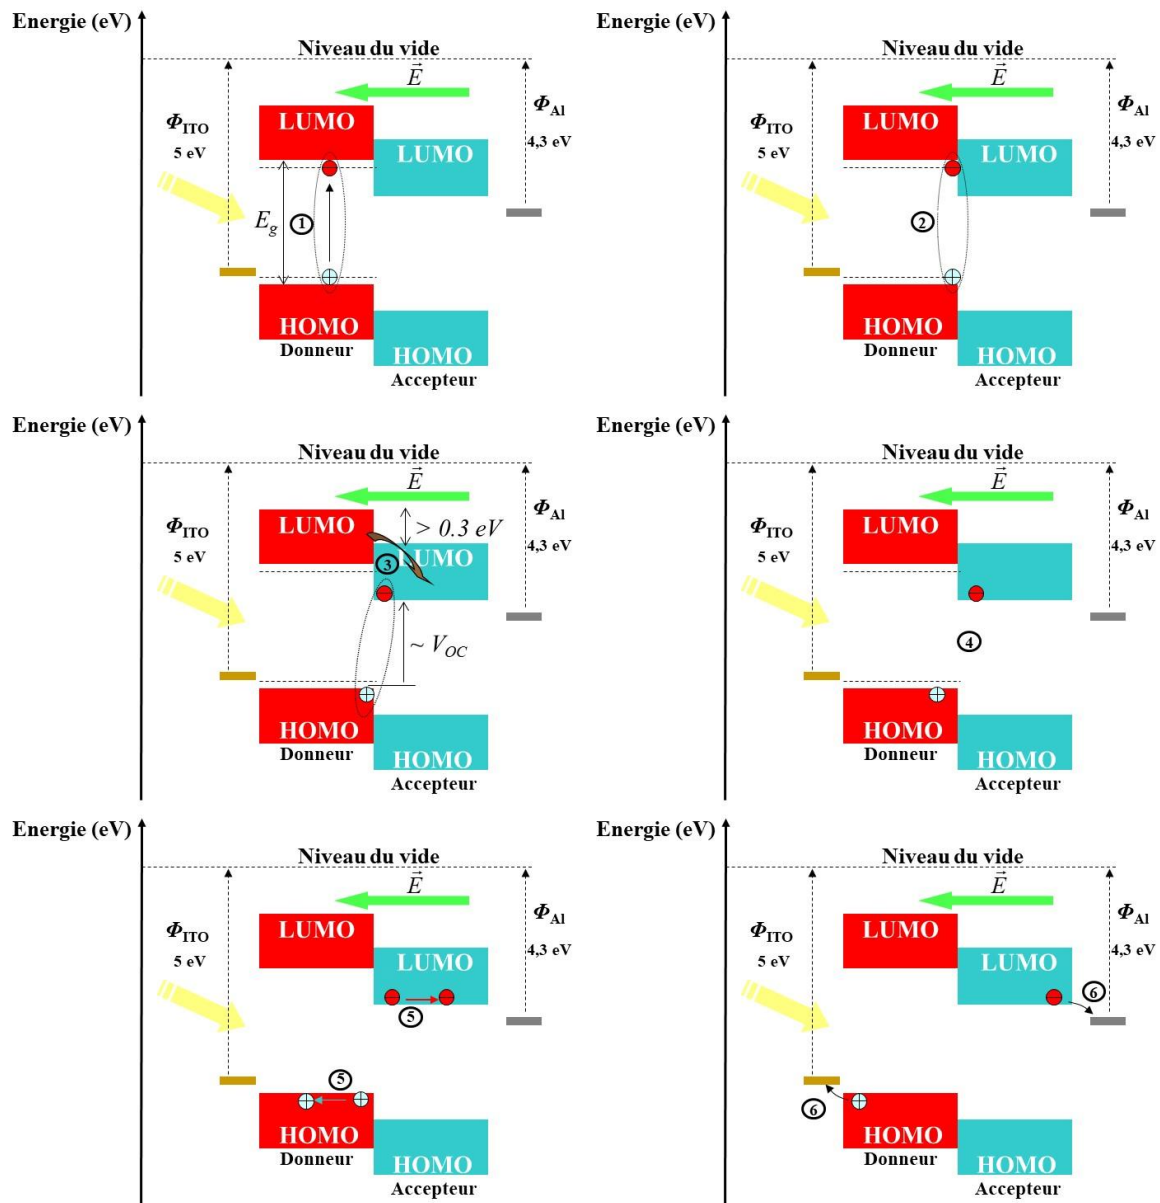 Energie (eV)
Niveau du vide
E
Φ_ITO
5 eV
Φ_Al
4,3 eV
LUMO
LUMO
E_g
1
HOMO
Donneur
HOMO
Accepteur
Energie (eV)
Niveau du vide
E
Φ_ITO
5 eV
Φ_Al
4,3 eV
LUMO
LUMO
2
HOMO
Donneur
HOMO
Accepteur
Energie (eV)
Niveau du vide
E
Φ_ITO
5 eV
Φ_Al
4,3 eV
LUMO
> 0.3 eV
LUMO
3
~ V_OC
HOMO
Donneur
HOMO
Accepteur
Energie (eV)
Niveau du vide
E
Φ_ITO
5 eV
Φ_Al
4,3 eV
LUMO
4
HOMO
Donneur
HOMO
Accepteur
Energie (eV)
Niveau du vide
E
Φ_ITO
5 eV
Φ_Al
4,3 eV
LUMO
LUMO
5
5
HOMO
Donneur
HOMO
Accepteur
Energie (eV)
Niveau du vide
E
Φ_ITO
5 eV
Φ_Al
4,3 eV
LUMO
LUMO
6
6
HOMO
Donneur
HOMO
Accepteur